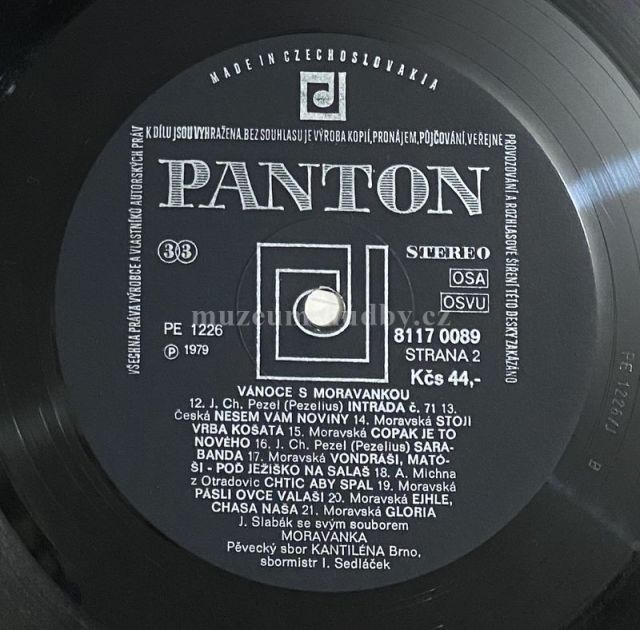 MADE IN CZECHOSLOVAKIA
VŠECHNA PRÁVA VÝROBCE A VLASTNÍKŮ AUTORSKÝCH PRÁV
K DÍLU JSOU VYHRAŽENA. BEZ SOUHLASU JE VÝROBA KOPIÍ, PRONÁJEM, PŮJČOVÁNÍ, VEŘEJNÉ
PROVOZOVÁNÍ A ROZHLASOVÉ ŠÍŘENÍ TÉTO DESKY ZAKÁZÁNO
PANTON
33
STEREO
OSA
OSVU
muzeum-hudby.cz
PE 1226
Ⓟ 1979
8117 0089
STRANA 2
Kčs 44,-
VÁNOCE S MORAVANKOU
12. J. Ch. Pezel (Pezelius) INTRÁDA č. 71 13.
Česká NESEM VÁM NOVINY 14. Moravská STOJÍ
VRBA KOŠATÁ 15. Moravská COPAK JE TO
NOVÉHO 16. J. Ch. Pezel (Pezelius) SARA-
BANDA 17. Moravská VONDRÁŠI, MATÓ-
ŠI - POĎ JEŽIŠKO NA SALAŠ 18. A. Michna
z Otradovic CHTÍC ABY SPAL 19. Moravská
PÁSLI OVCE VALAŠI 20. Moravská EJHLE,
CHASA NAŠA 21. Moravská GLORIA
J. Slabák se svým souborem
MORAVANKA
Pěvecký sbor KANTILÉNA Brno,
sbormistr I. Sedláček